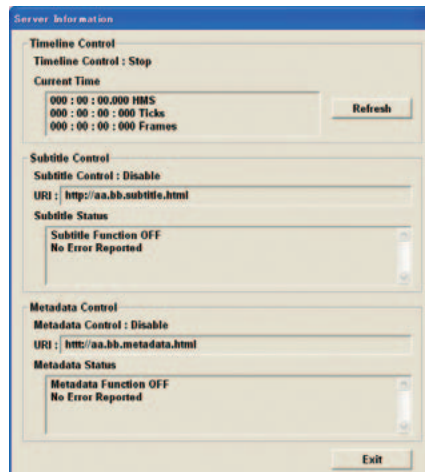 Server Information
Timeline Control
Timeline Control : Stop
Current Time
000 : 00 : 00.000 HMS
000 : 00 : 00 : 000 Ticks
000 : 00 : 00 : 000 Frames
Refresh
Subtitle Control
Subtitle Control : Disable
URI : http://aa.bb.subtitle.html
Subtitle Status
Subtitle Function OFF
No Error Reported
Metadata Control
Metadata Control : Disable
URI : httt://aa.bb.metadata.html
Metadata Status
Metadata Function OFF
No Error Reported
Exit